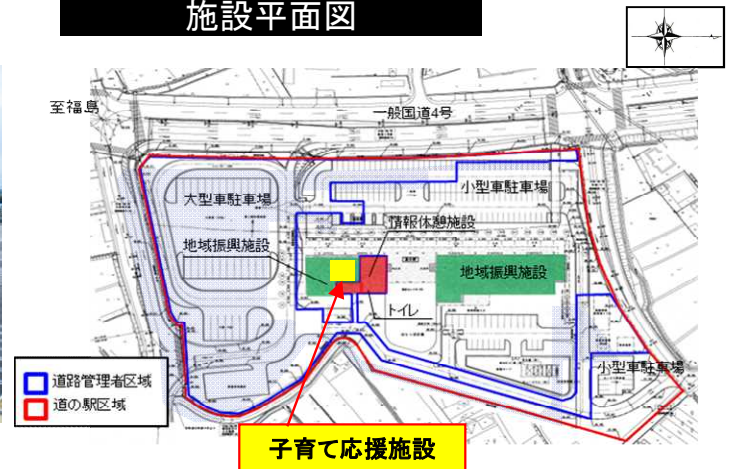 施設平面図
至福島
一般国道4号
大型車駐車場
小型車駐車場
情報休憩施設
地域振興施設
地域振興施設
トイレ
小型車駐車場
道路管理者区域
道の駅区域
子育て応援施設